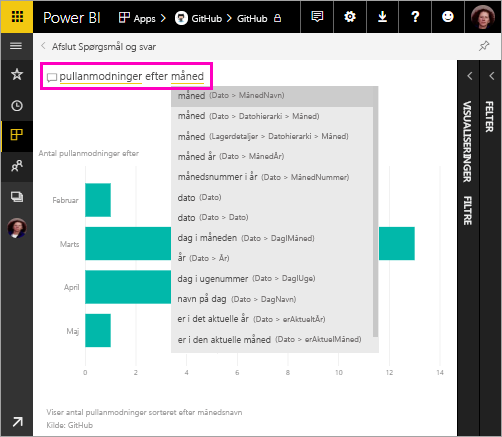 Power BI Apps > GitHub > GitHub
Afslut Spørgsmål og svar
pullanmodninger efter måned
måned (Dato > MånedNavn)
måned (Dato > Datohierarki > Måned)
måned (Lagerdetaljer > Datohierarki > Måned)
måned år (Dato > MånedÅr)
månedsnummer i år (Dato > MånedNummer)
dato (Dato)
dato (Dato > Dato)
dag i måneden (Dato > DagIMåned)
år (Dato > År)
dag i ugenummer (Dato > DagIUge)
navn på dag (Dato > DagNavn)
er i det aktuelle år (Dato > erAktueltÅr)
er i den aktuelle måned (Dato > erAktuelMåned)
Antal pullanmodninger efter
Februar
Marts
April
Maj
0 2 4 6 8 10 12 14
Viser antal pullanmodninger sorteret efter månedsnavn
Kilde: GitHub
VISUALISERINGER
FILTRE
FELTER